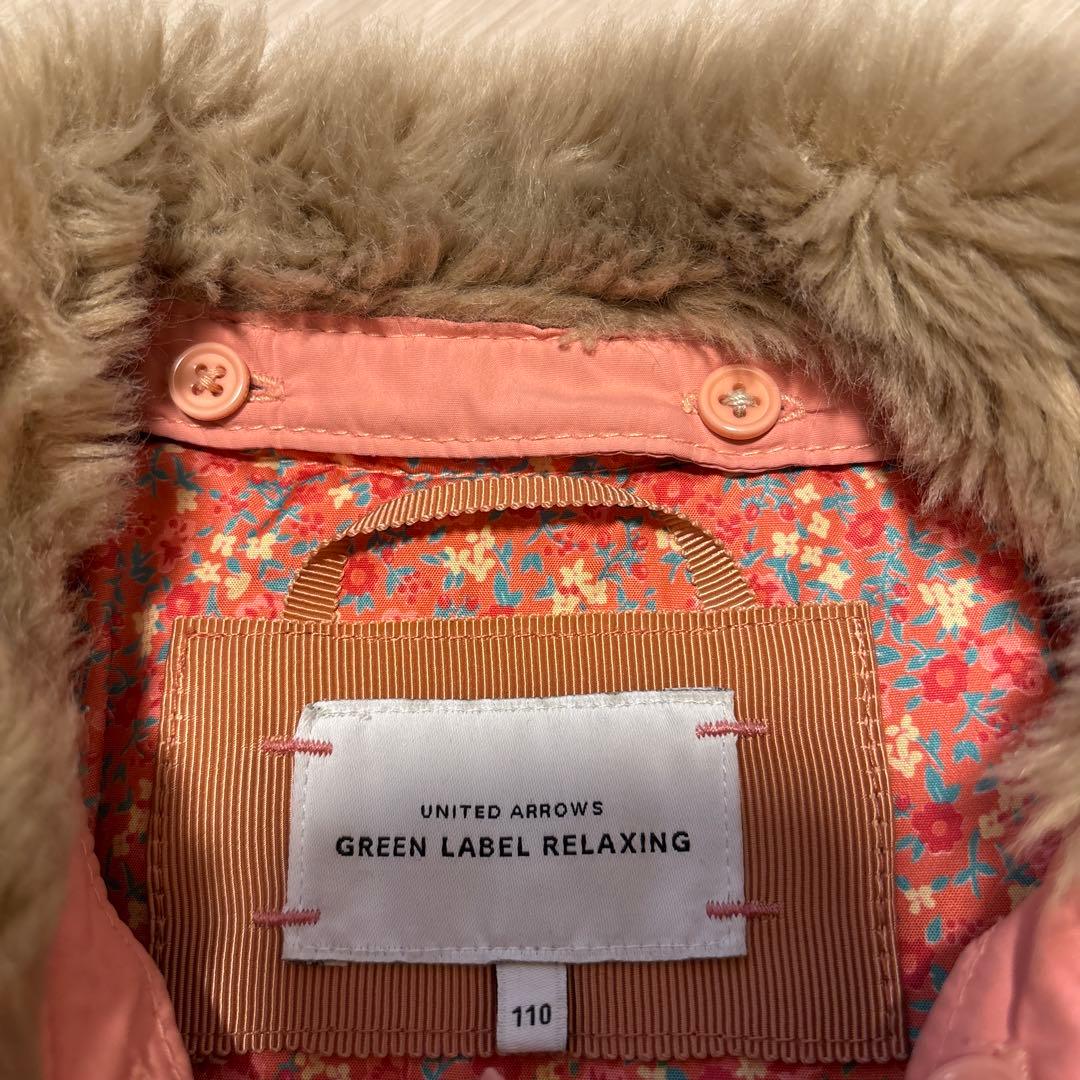 UNITED ARROWS
GREEN LABEL RELAXING
110